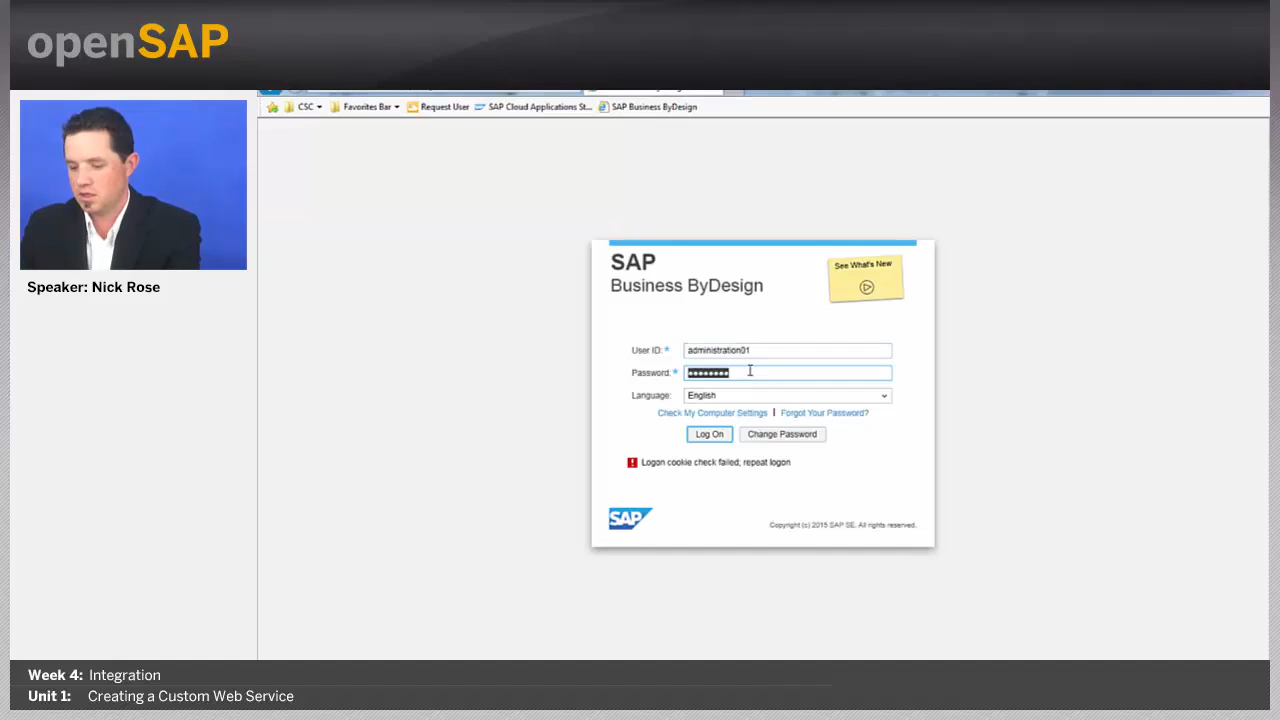 openSAP
CSC
Favorites Bar
Request User
SAP Cloud Applications St...
SAP Business ByDesign
SAP
Business ByDesign
See What's New
User ID: * administration01
Password: * ••••••••
Language: English
Check My Computer Settings | Forgot Your Password?
Log On
Change Password
Logon cookie check failed; repeat logon
SAP
Copyright (c) 2015 SAP SE. All rights reserved.
Speaker: Nick Rose
Week 4: Integration
Unit 1: Creating a Custom Web Service